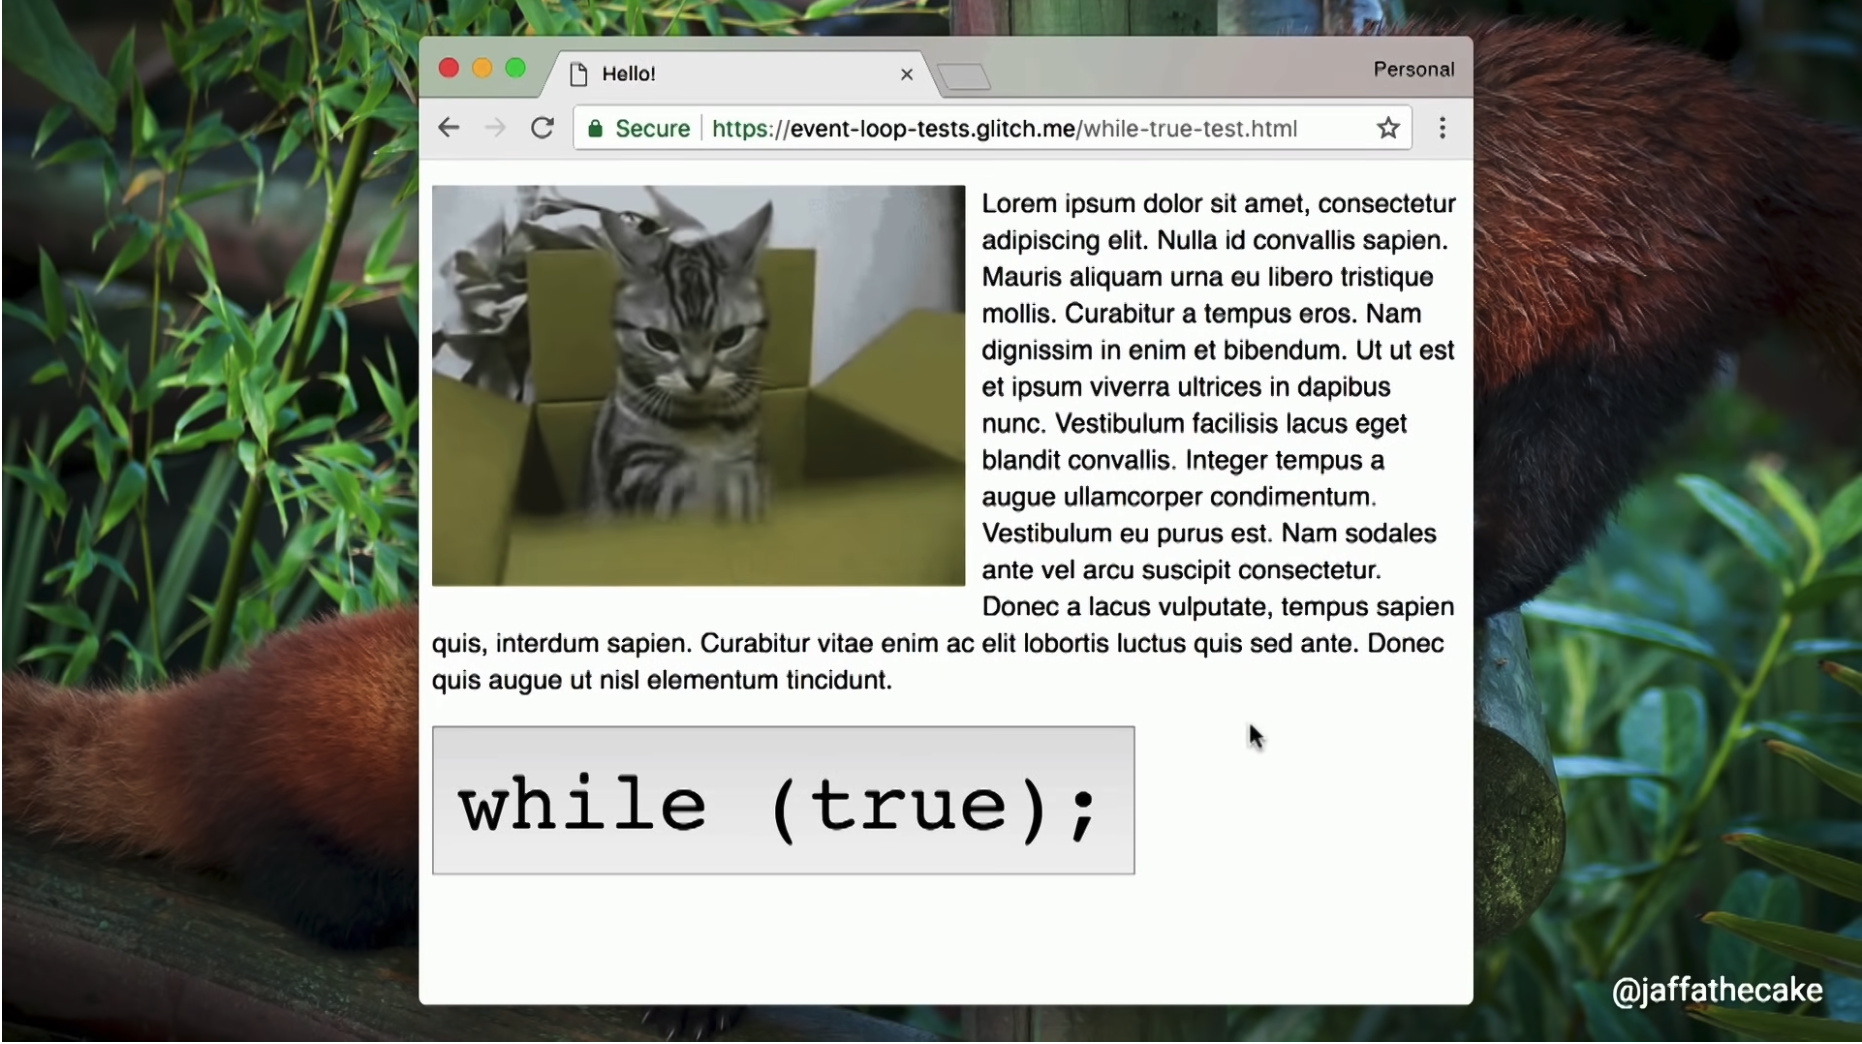 Hello!
Personal
Secure
https://event-loop-tests.glitch.me/while-true-test.html
Lorem ipsum dolor sit amet, consectetur
adipiscing elit. Nulla id convallis sapien.
Mauris aliquam urna eu libero tristique
mollis. Curabitur a tempus eros. Nam
dignissim in enim et bibendum. Ut ut est
et ipsum viverra ultrices in dapibus
nunc. Vestibulum facilisis lacus eget
blandit convallis. Integer tempus a
augue ullamcorper condimentum.
Vestibulum eu purus est. Nam sodales
ante vel arcu suscipit consectetur.
Donec a lacus vulputate, tempus sapien
quis, interdum sapien. Curabitur vitae enim ac elit lobortis luctus quis sed ante. Donec
quis augue ut nisl elementum tincidunt.
while (true);
@jaffathecake